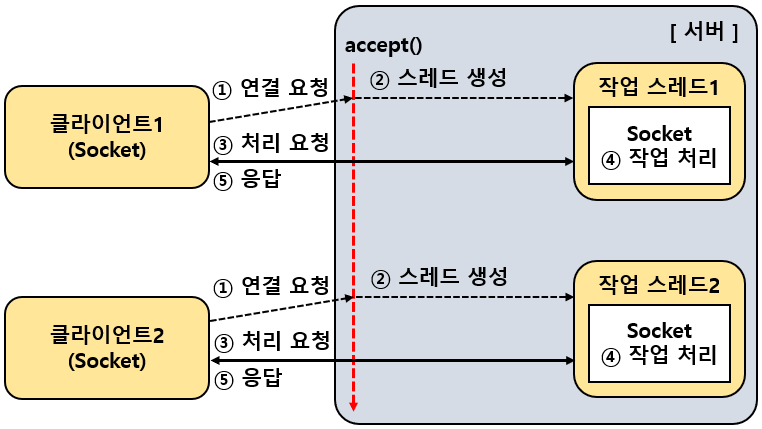 [ 서버 ]
accept()
① 연결 요청
② 스레드 생성
작업 스레드1
클라이언트1
(Socket)
③ 처리 요청
Socket
④ 작업 처리
⑤ 응답
① 연결 요청
② 스레드 생성
작업 스레드2
클라이언트2
(Socket)
③ 처리 요청
Socket
④ 작업 처리
⑤ 응답